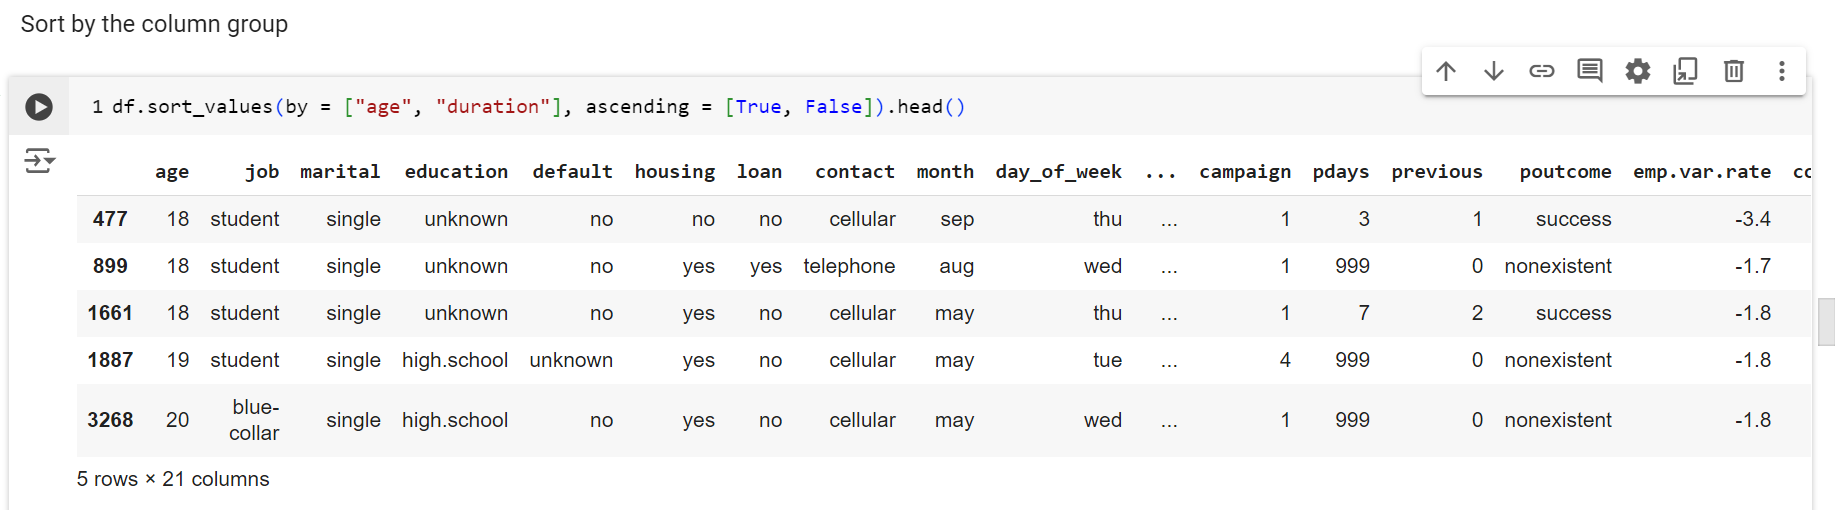 Sort by the column group
1 df.sort_values(by = ["age", "duration"], ascending = [True, False]).head()
age job marital education default housing loan contact month day_of_week ... campaign pdays previous poutcome emp.var.rate
477 18 student single unknown no no no cellular sep thu ... 1 3 1 success -3.4
899 18 student single unknown no yes yes telephone aug wed ... 1 999 0 nonexistent -1.7
1661 18 student single unknown no yes no cellular may thu ... 1 7 2 success -1.8
1887 19 student single high.school unknown yes no cellular may tue ... 4 999 0 nonexistent -1.8
3268 20 blue-
collar single high.school no yes no cellular may wed ... 1 999 0 nonexistent -1.8
5 rows × 21 columns